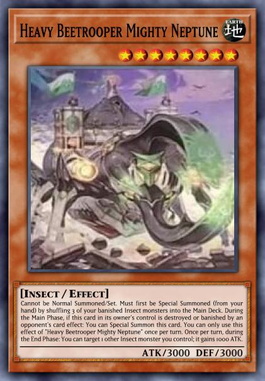 HEAVY BEETROOPER MIGHTY NEPTUNE
EARTH
地
[INSECT / EFFECT]
Cannot be Normal Summoned/Set. Must first be Special Summoned (from your
hand) by shuffling 3 of your banished Insect monsters into the Main Deck. During
the Main Phase, if this card in its owner's control is destroyed or banished by an
opponent's card effect: You can Special Summon this card. You can only use this
effect of "Heavy Beetrooper Mighty Neptune" once per turn. Once per turn, during
the End Phase: You can target 1 other Insect monster you control; it gains 1000 ATK.
ATK/3000 DEF/3000